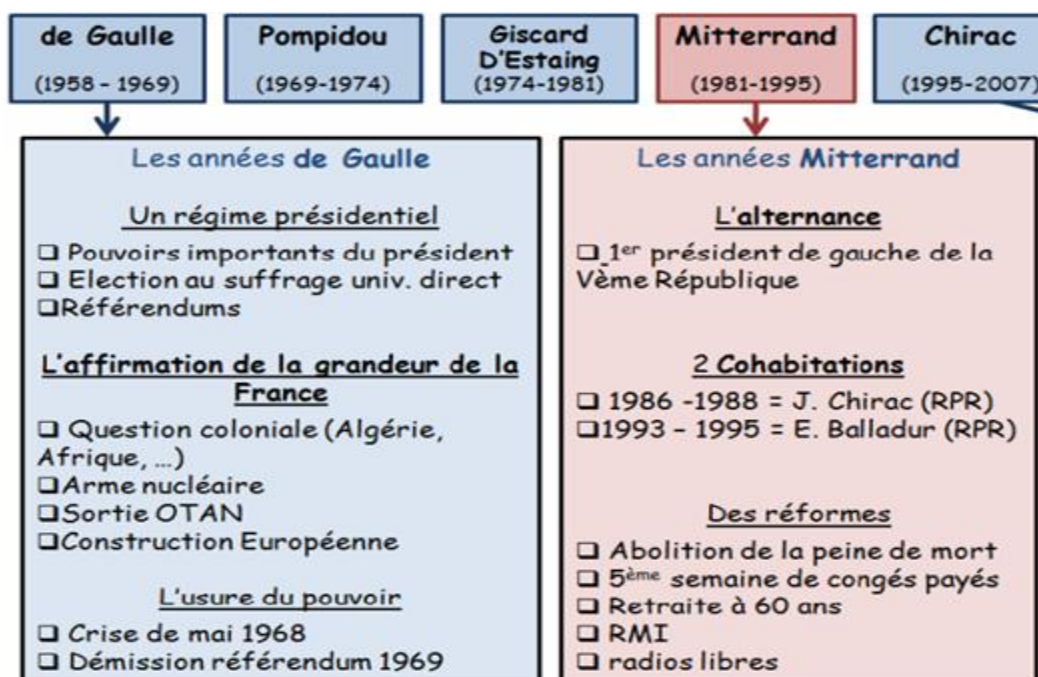 de Gaulle
(1958 - 1969)
Pompidou
(1969-1974)
Giscard
D'Estaing
(1974-1981)
Mitterrand
(1981-1995)
Chirac
(1995-2007)
Les années de Gaulle
Un régime présidentiel
❑ Pouvoirs importants du président
❑ Election au suffrage univ. direct
❑Référendums
L'affirmation de la grandeur de la
France
❑ Question coloniale (Algérie,
Afrique, ...)
❑Arme nucléaire
❑Sortie OTAN
❑Construction Européenne
L'usure du pouvoir
❑ Crise de mai 1968
❑ Démission référendum 1969
Les années Mitterrand
L'alternance
❑ 1er président de gauche de la
Vème République
2 Cohabitations
❑ 1986 -1988 = J. Chirac (RPR)
❑1993 - 1995 = E. Balladur (RPR)
Des réformes
❑ Abolition de la peine de mort
❑ 5ème semaine de congés payés
❑ Retraite à 60 ans
❑ RMI
❑ radios libres